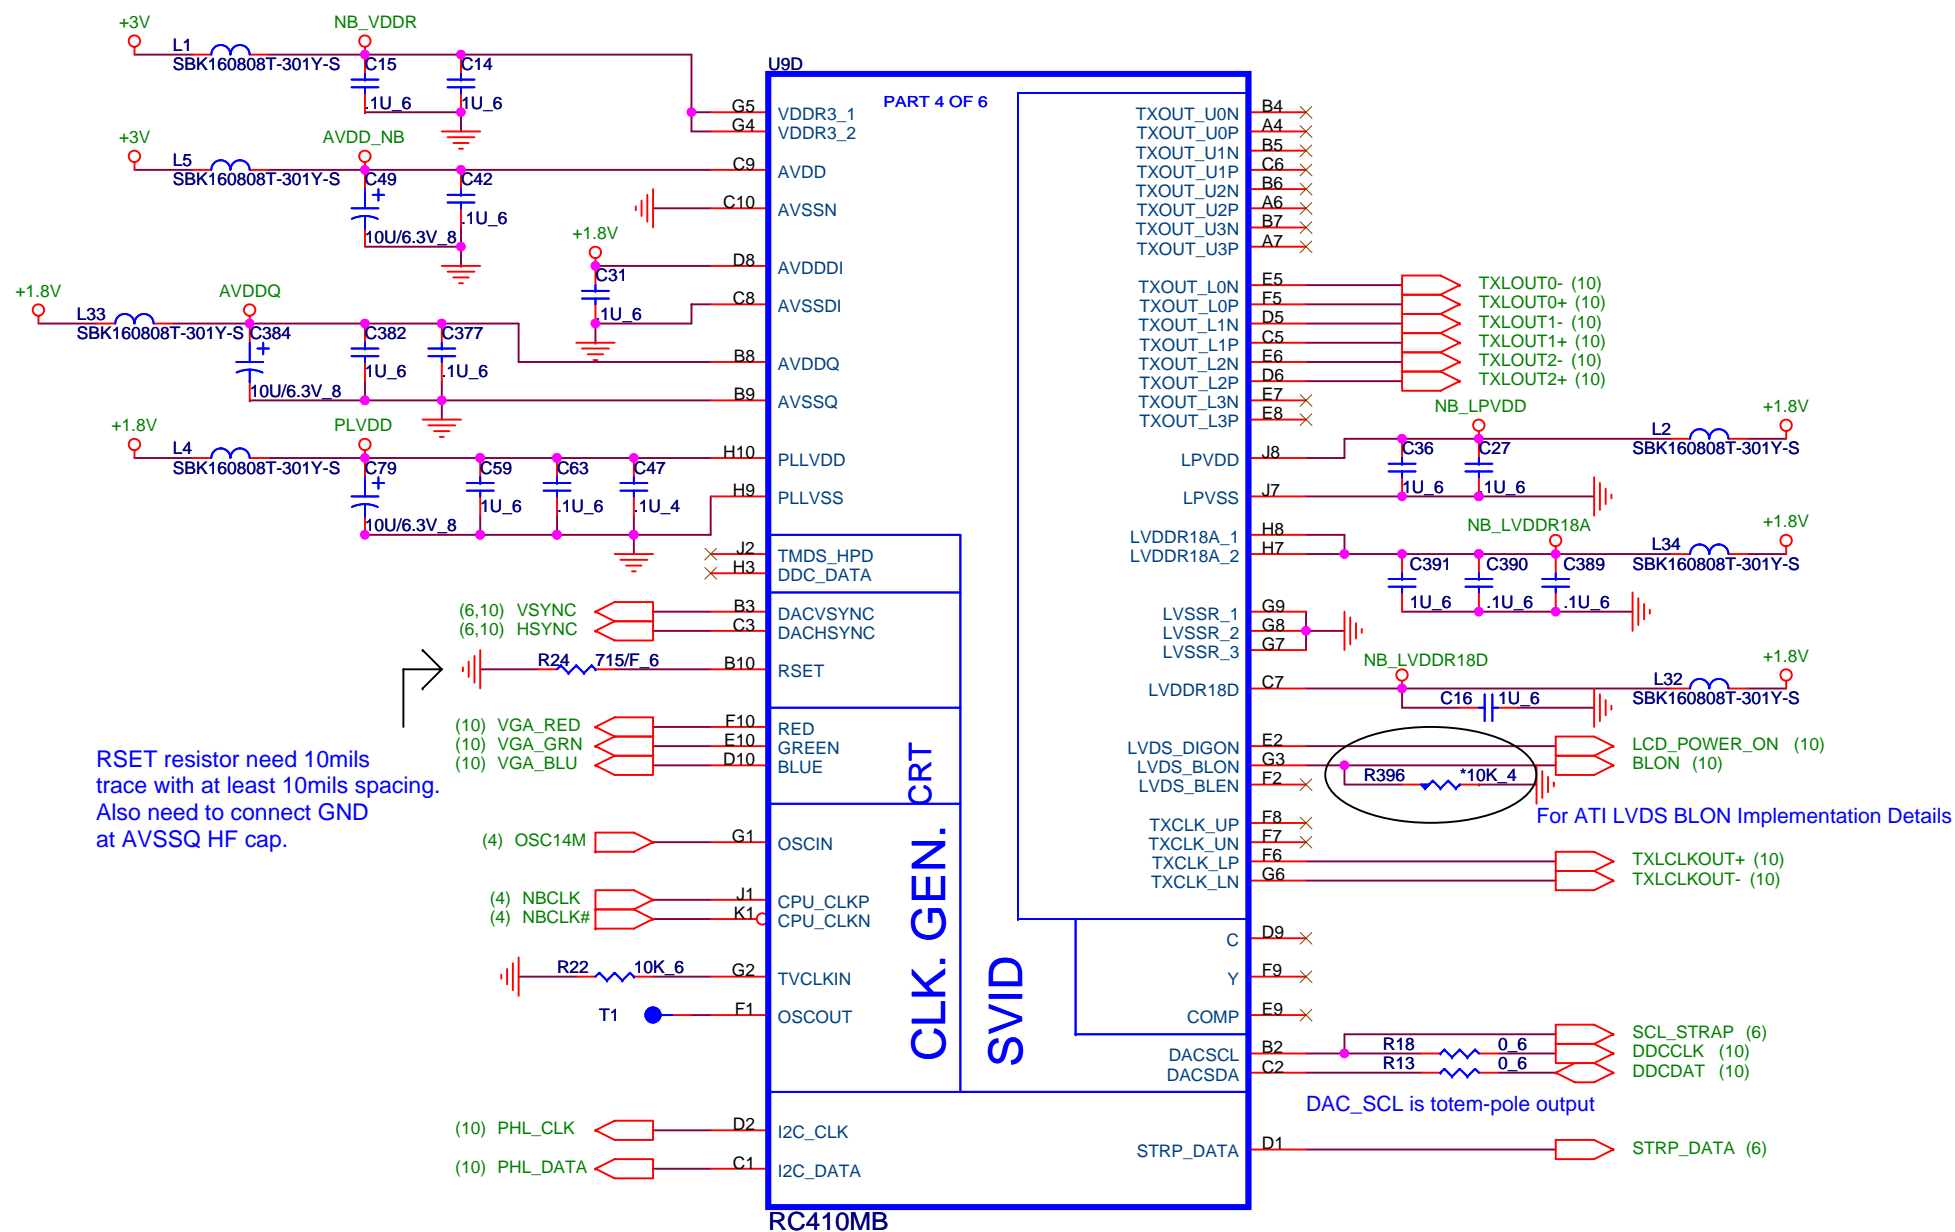 +3V
NB_VDDR
L1
SBK160808T-301Y-S
C15
.1U_6
C14
1U_6
+3V
AVDD_NB
L5
SBK160808T-301Y-S
C49
+
10U/6.3V_8
C42
.1U_6
+1.8V
C31
1U_6
+1.8V
AVDDQ
L33
SBK160808T-301Y-S
C384
+
10U/6.3V_8
C382
1U_6
C377
.1U_6
+1.8V
PLVDD
L4
SBK160808T-301Y-S
C79
+
10U/6.3V_8
C59
1U_6
C63
.1U_6
C47
.1U_4
U9D
PART 4 OF 6
G5 VDDR3_1
G4 VDDR3_2
C9 AVDD
C10 AVSSN
D8 AVDDDI
C8 AVSSDI
B8 AVDDQ
B9 AVSSQ
H10 PLLVDD
H9 PLLVSS
J2 TMDS_HPD
H3 DDC_DATA
(6,10) VSYNC B3 DACVSYNC
(6,10) HSYNC C3 DACHSYNC
R24 715/F_6 B10 RSET
(10) VGA_RED F10 RED
(10) VGA_GRN E10 GREEN
(10) VGA_BLU D10 BLUE
RSET resistor need 10mils
trace with at least 10mils spacing.
Also need to connect GND
at AVSSQ HF cap.
(4) OSC14M G1 OSCIN
(4) NBCLK J1 CPU_CLKP
(4) NBCLK# K1 CPU_CLKN
R22 10K_6 G2 TVCLKIN
T1 F1 OSCOUT
(10) PHL_CLK D2 I2C_CLK
(10) PHL_DATA C1 I2C_DATA
CRT
CLK. GEN.
SVID
RC410MB
TXOUT_U0N B4
TXOUT_U0P A4
TXOUT_U1N B5
TXOUT_U1P C6
TXOUT_U2N B6
TXOUT_U2P A6
TXOUT_U3N B7
TXOUT_U3P A7
TXOUT_L0N E5 TXLOUT0- (10)
TXOUT_L0P F5 TXLOUT0+ (10)
TXOUT_L1N D5 TXLOUT1- (10)
TXOUT_L1P C5 TXLOUT1+ (10)
TXOUT_L2N E6 TXLOUT2- (10)
TXOUT_L2P D6 TXLOUT2+ (10)
TXOUT_L3N E7
TXOUT_L3P E8
NB_LPVDD
+1.8V
L2
SBK160808T-301Y-S
LPVDD J8
C36
1U_6
C27
.1U_6
LPVSS J7
NB_LVDDR18A
+1.8V
L34
SBK160808T-301Y-S
LVDDR18A_1 H8
LVDDR18A_2 H7
C391
1U_6
C390
.1U_6
C389
.1U_6
LVSSR_1 G9
LVSSR_2 G8
LVSSR_3 G7
NB_LVDDR18D
+1.8V
L32
SBK160808T-301Y-S
LVDDR18D C7
C16 1U_6
LVDS_DIGON E2 LCD_POWER_ON (10)
LVDS_BLON G3 BLON (10)
LVDS_BLEN F2
R396 *10K_4
For ATI LVDS BLON Implementation Details
TXCLK_UP F8
TXCLK_UN F7
TXCLK_LP F6 TXLCLKOUT+ (10)
TXCLK_LN G6 TXLCLKOUT- (10)
C D9
Y F9
COMP E9
SCL_STRAP (6)
DACSCL B2 R18 0_6 DDCCLK (10)
DACSDA C2 R13 0_6 DDCDAT (10)
DAC_SCL is totem-pole output
STRP_DATA D1 STRP_DATA (6)